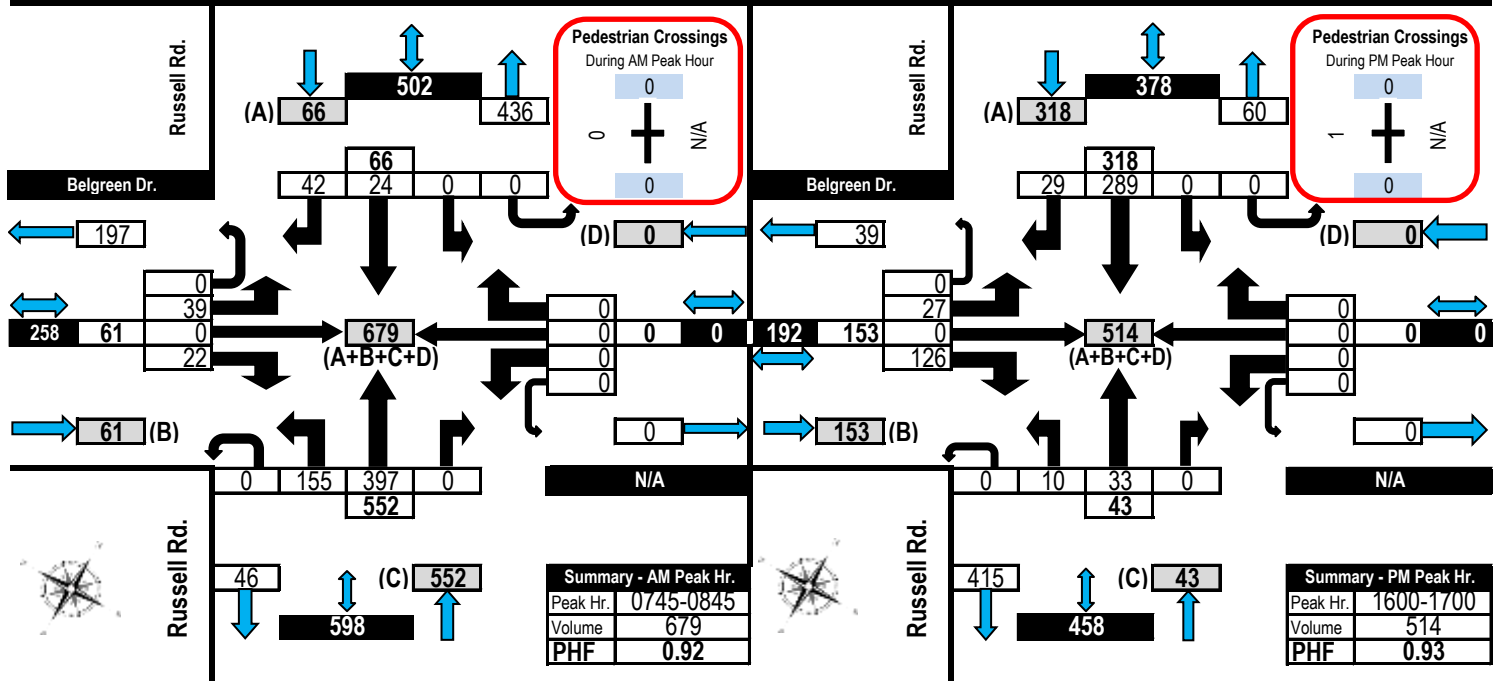 Russell Rd.
Pedestrian Crossings
During AM Peak Hour
0
0
N/A
0
502
(A) 66
436
66
42 24 0 0
Belgreen Dr.
197
(D) 0
0
39
0
22
258 61
679
(A+B+C+D)
0
0
0
0
0 0
61 (B)
0
0 155 397 0
552
N/A
Russell Rd.
46
(C) 552
598
Summary - AM Peak Hr.
Peak Hr. 0745-0845
Volume 679
PHF 0.92
Russell Rd.
Pedestrian Crossings
During PM Peak Hour
0
1
N/A
0
378
(A) 318
60
318
29 289 0 0
Belgreen Dr.
39
(D) 0
0
27
0
126
192 153
514
(A+B+C+D)
0
0
0
0
0 0
153 (B)
0
0 10 33 0
43
N/A
Russell Rd.
415
(C) 43
458
Summary - PM Peak Hr.
Peak Hr. 1600-1700
Volume 514
PHF 0.93